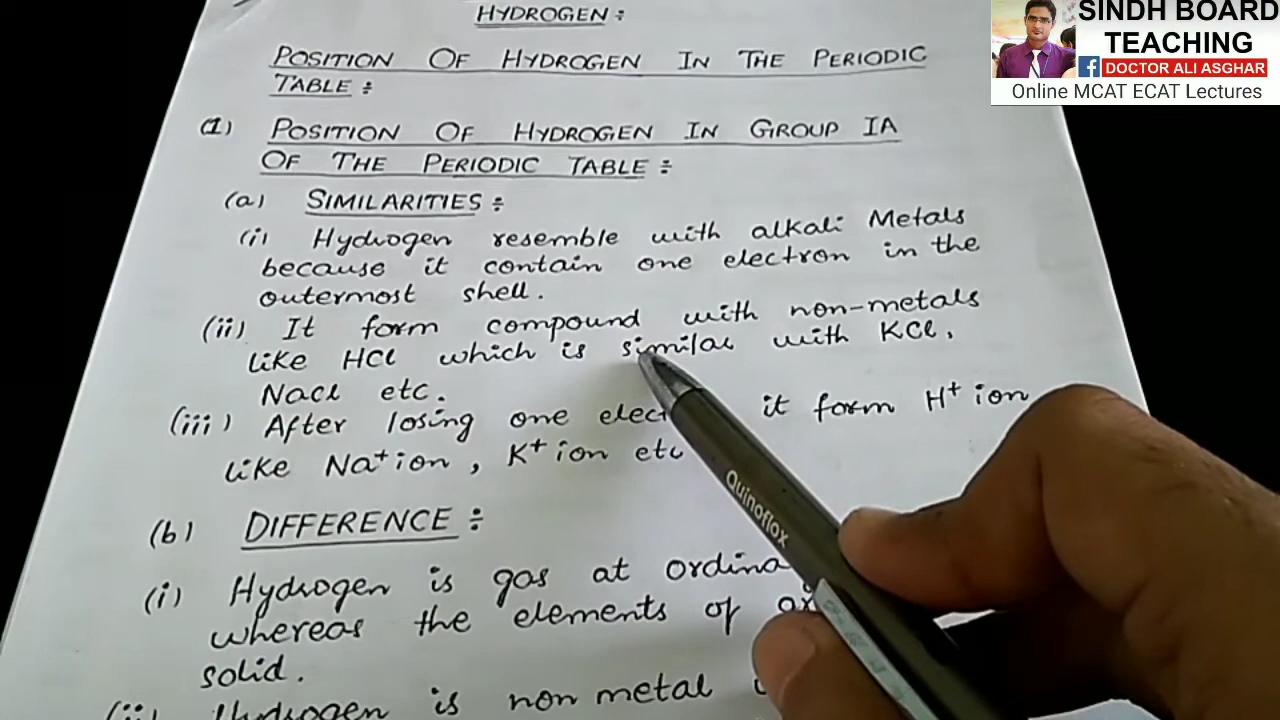 HYDROGEN :
POSITION OF HYDROGEN IN THE PERIODIC
TABLE :
(1) POSITION OF HYDROGEN IN GROUP IA
OF THE PERIODIC TABLE :
(a) SIMILARITIES :
(i) Hydrogen resemble with alkali Metals
because it contain one electron in the
outermost shell.
(ii) It form compound with non-metals
like HCl which is similar with KCl,
NaCl etc.
(iii) After losing one elect it form H+ ion
like Na+ ion, K+ ion etc
(b) DIFFERENCE :
(i) Hydrogen is gas at ordina
whereas the elements of
solid.
(ii) Hydrogen is non metal
SINDH BOARD
TEACHING
f DOCTOR ALI ASGHAR
Online MCAT ECAT Lectures
Quinoflox